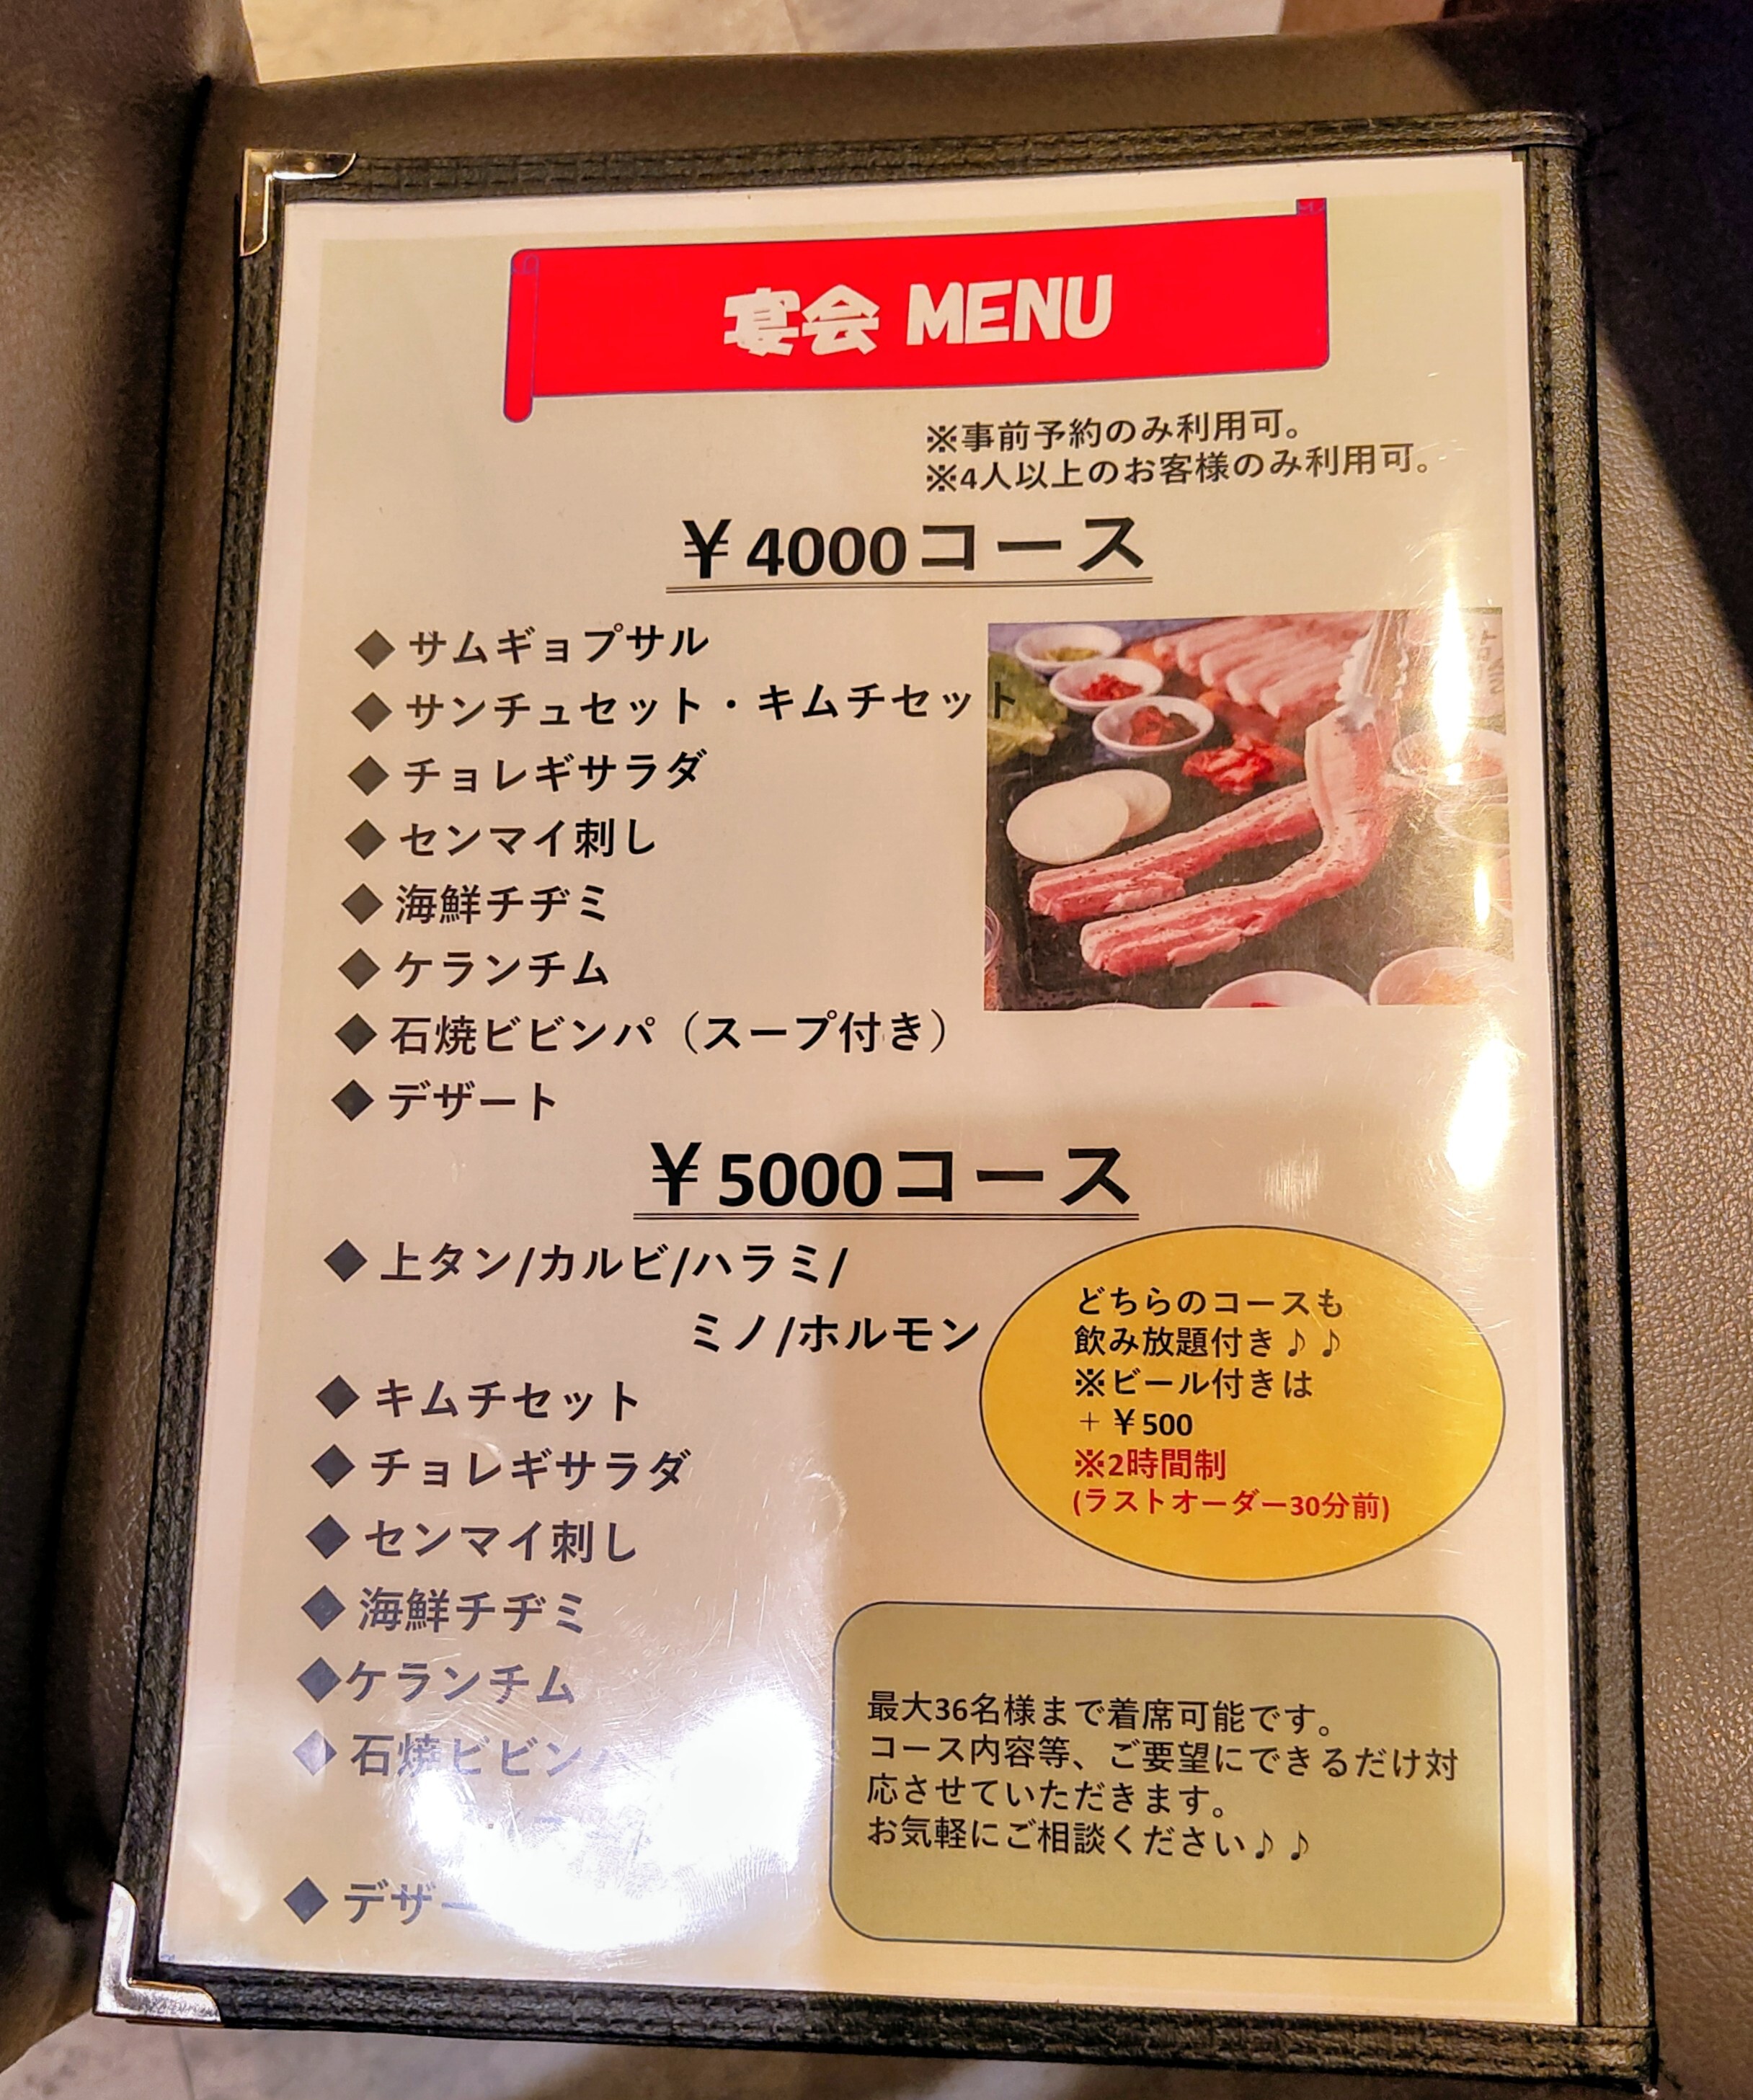 宴会 MENU
※事前予約のみ利用可。
※4人以上のお客様のみ利用可。
￥4000コース
◆ サムギョプサル
◆ サンチュセット・キムチセット
◆ チョレギサラダ
◆ センマイ刺し
◆ 海鮮チヂミ
◆ ケランチム
◆ 石焼ビビンパ（スープ付き）
◆ デザート
￥5000コース
◆ 上タン/カルビ/ハラミ/
ミノ/ホルモン
◆ キムチセット
◆ チョレギサラダ
◆ センマイ刺し
◆ 海鮮チヂミ
◆ケランチム
◆ 石焼ビビン
◆ デザー
どちらのコースも
飲み放題付き♪♪
※ビール付きは
＋￥500
※2時間制
(ラストオーダー30分前)
最大36名様まで着席可能です。
コース内容等、ご要望にできるだけ対
応させていただきます。
お気軽にご相談ください♪♪